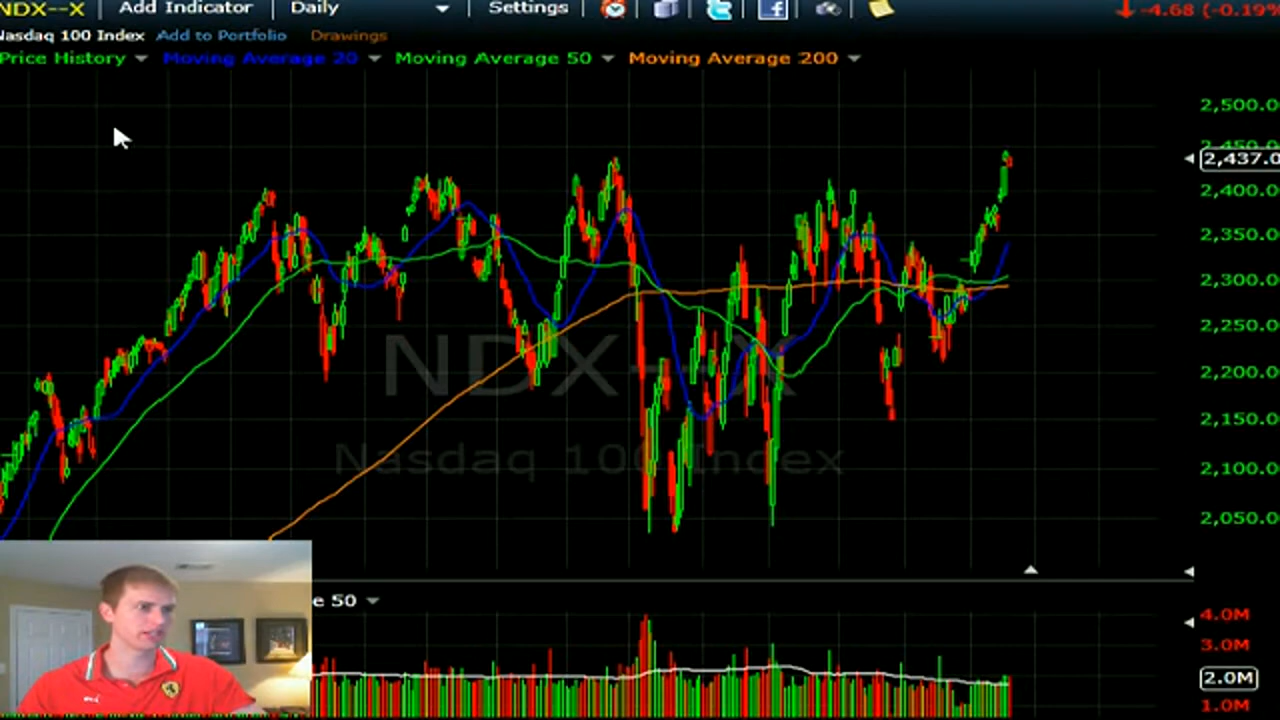 NDX--X Add Indicator Daily Settings -4.68 (-0.19%
Nasdaq 100 Index Add to Portfolio Drawings
Price History Moving Average 20 Moving Average 50 Moving Average 200
2,500.0
2,450.0
2,437.0
2,400.0
2,350.0
2,300.0
2,250.0
NDX--X
2,200.0
2,150.0
Nasdaq 100 Index
2,100.0
2,050.0
e 50
4.0M
3.0M
2.0M
1.0M